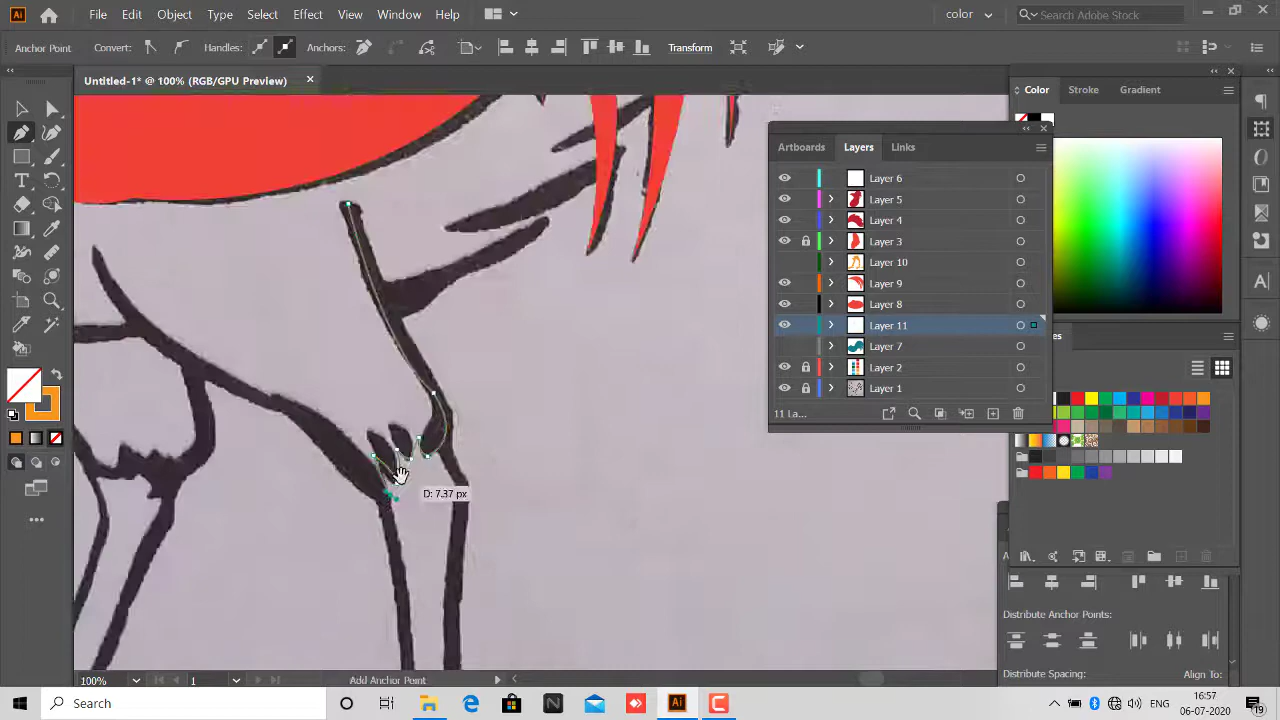 Ai File Edit Object Type Select Effect View Window Help color Search Adobe Stock
Anchor Point Convert: Handles: Anchors: Transform
Untitled-1* @ 100% (RGB/GPU Preview)
Color Stroke Gradient
Artboards Layers Links
Layer 6
Layer 5
Layer 4
Layer 3
Layer 10
Layer 9
Layer 8
Layer 11
Layer 7
Layer 2
Layer 1
11 La...
D: 7.37 px
Distribute Anchor Points:
Distribute Spacing: Align To:
100% 1 Add Anchor Point
Search Ai ENG 16:57
06-07-2020 19